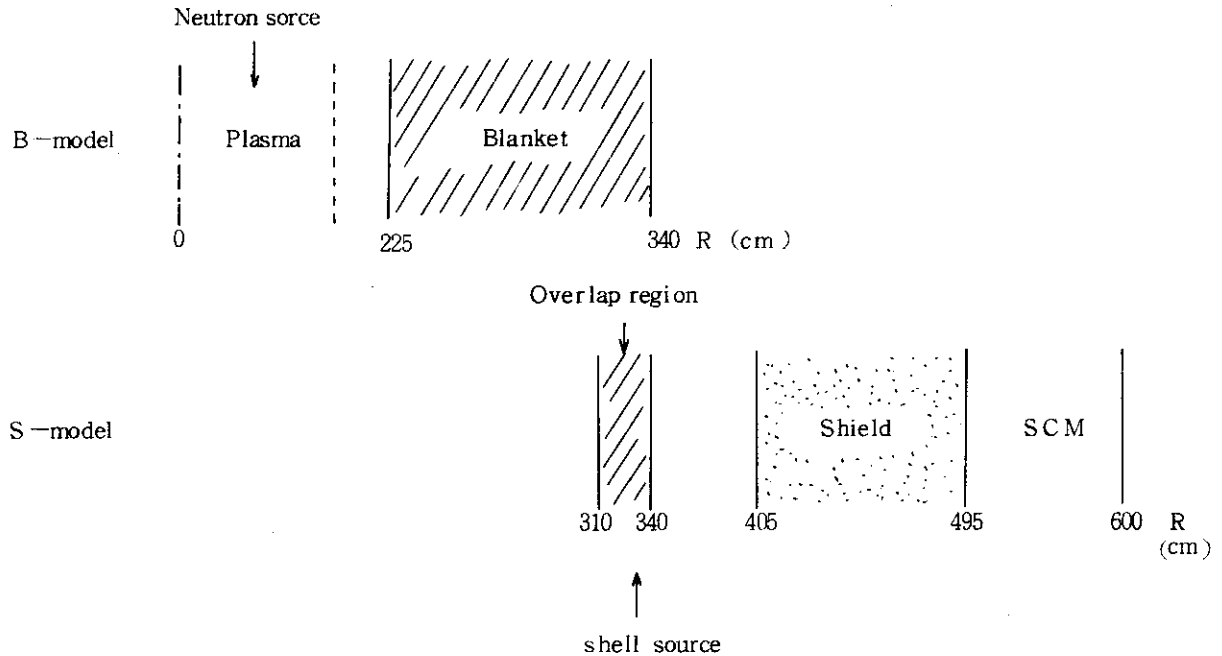 Neutron sorce
B-model
Plasma
Blanket
0
225
340 R (cm)
Overlap region
S-model
Shield
SCM
310
340
405
495
600 R
(cm)
shell source